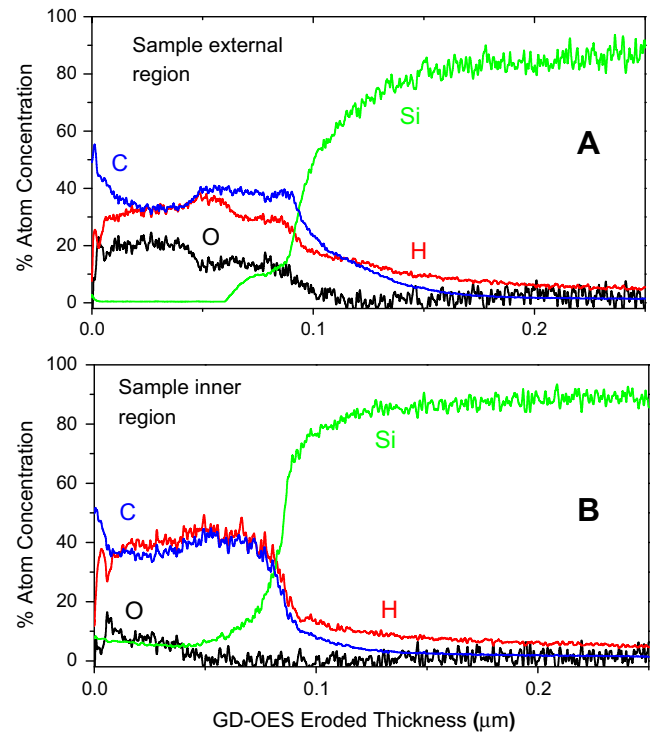 100
Sample external
region
80
Si
60
C
A
40
% Atom Concentration
O
H
20
0
0.0
0.1
0.2
100
Sample inner
region
80
Si
60
C
B
40
% Atom Concentration
O
H
20
0
0.0
0.1
0.2
GD-OES Eroded Thickness (μm)